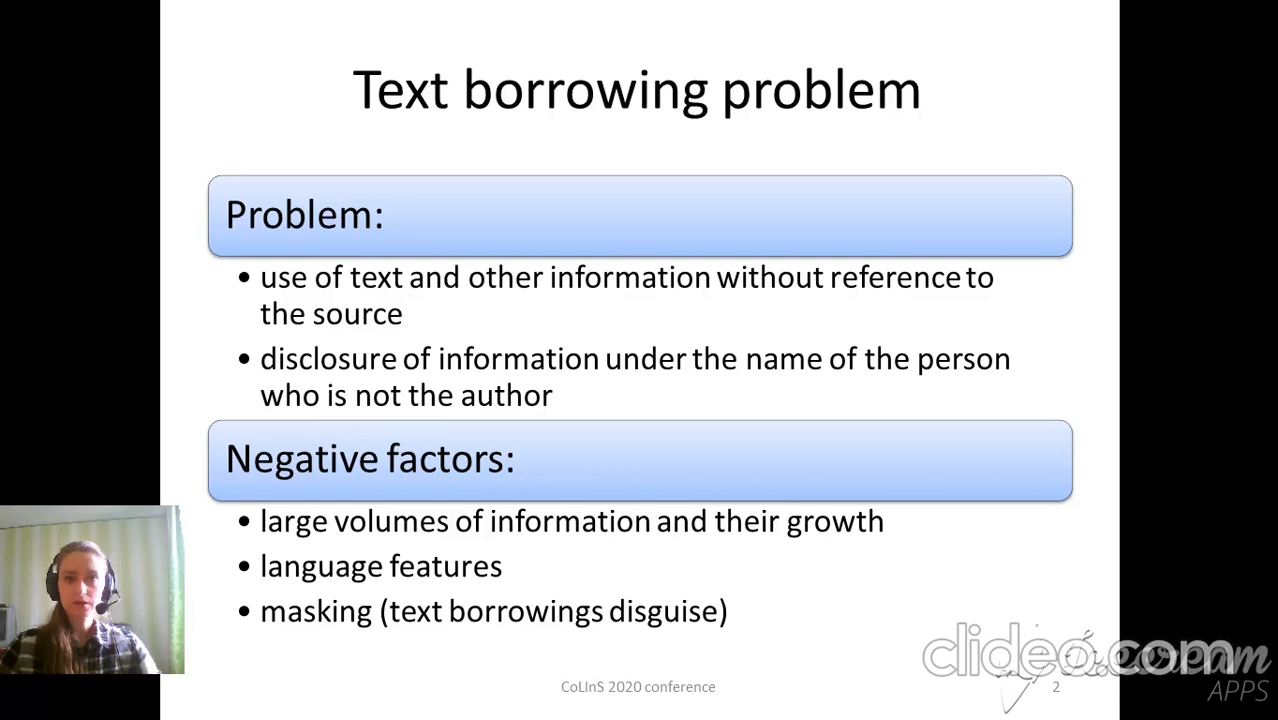 Text borrowing problem
Problem:
• use of text and other information without reference to
the source
• disclosure of information under the name of the person
who is not the author
Negative factors:
• large volumes of information and their growth
• language features
• masking (text borrowings disguise)
clideo.com
APPS
CoLInS 2020 conference
2